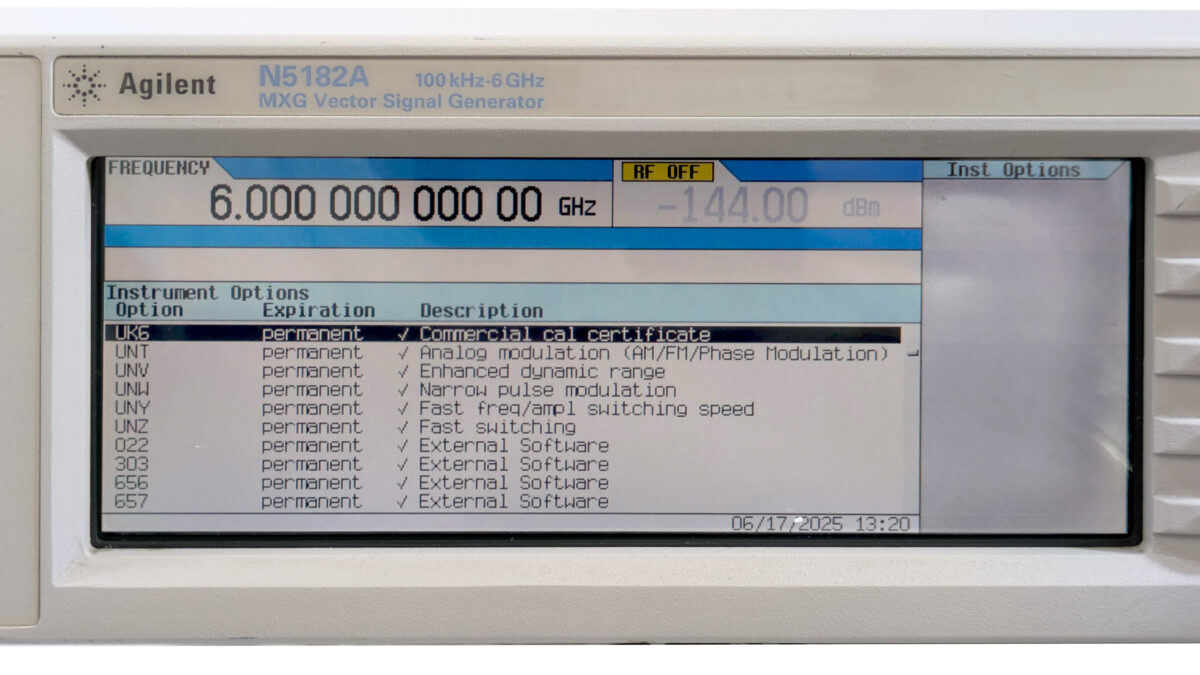 Agilent N5182A 100 kHz-6 GHz
MXG Vector Signal Generator
FREQUENCY
6.000 000 000 00 GHz
RF OFF
-144.00 dBm
Inst Options
Instrument Options
Option Expiration Description
UK6 permanent ✓ Commercial cal certificate
UNT permanent ✓ Analog modulation (AM/FM/Phase Modulation)
UNV permanent ✓ Enhanced dynamic range
UNW permanent ✓ Narrow pulse modulation
UNY permanent ✓ Fast freq/ampl switching speed
UNZ permanent ✓ Fast switching
022 permanent ✓ External Software
303 permanent ✓ External Software
656 permanent ✓ External Software
657 permanent ✓ External Software
06/17/2025 13:20